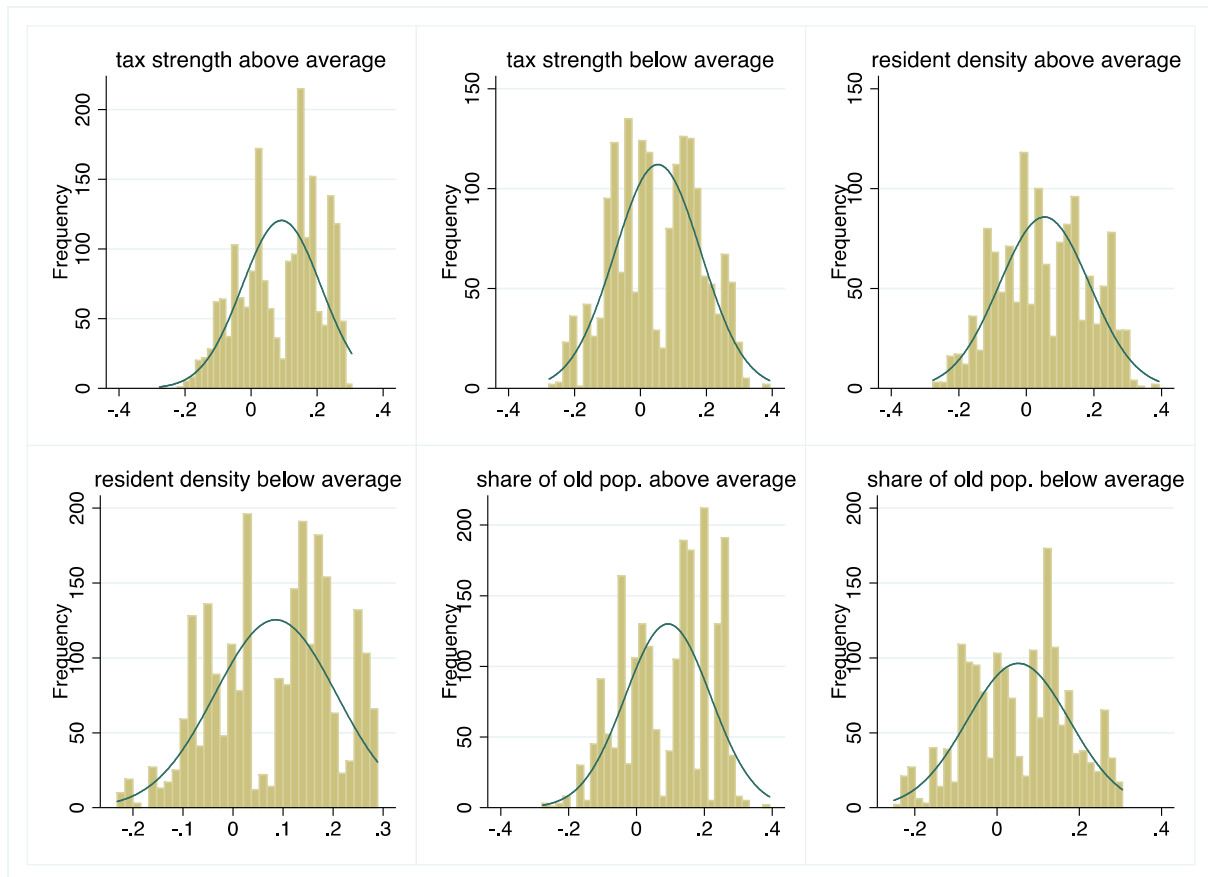 tax strength above average
Frequency
0 50 100 150 200
-.4 -.2 0 .2 .4
tax strength below average
Frequency
0 50 100 150
-.4 -.2 0 .2 .4
resident density above average
Frequency
0 50 100 150
-.4 -.2 0 .2 .4
resident density below average
Frequency
0 50 100 150 200
-.2 -.1 0 .1 .2 .3
share of old pop. above average
Frequency
0 50 100 150 200
-.4 -.2 0 .2 .4
share of old pop. below average
Frequency
0 50 100 150 200
-.2 0 .2 .4